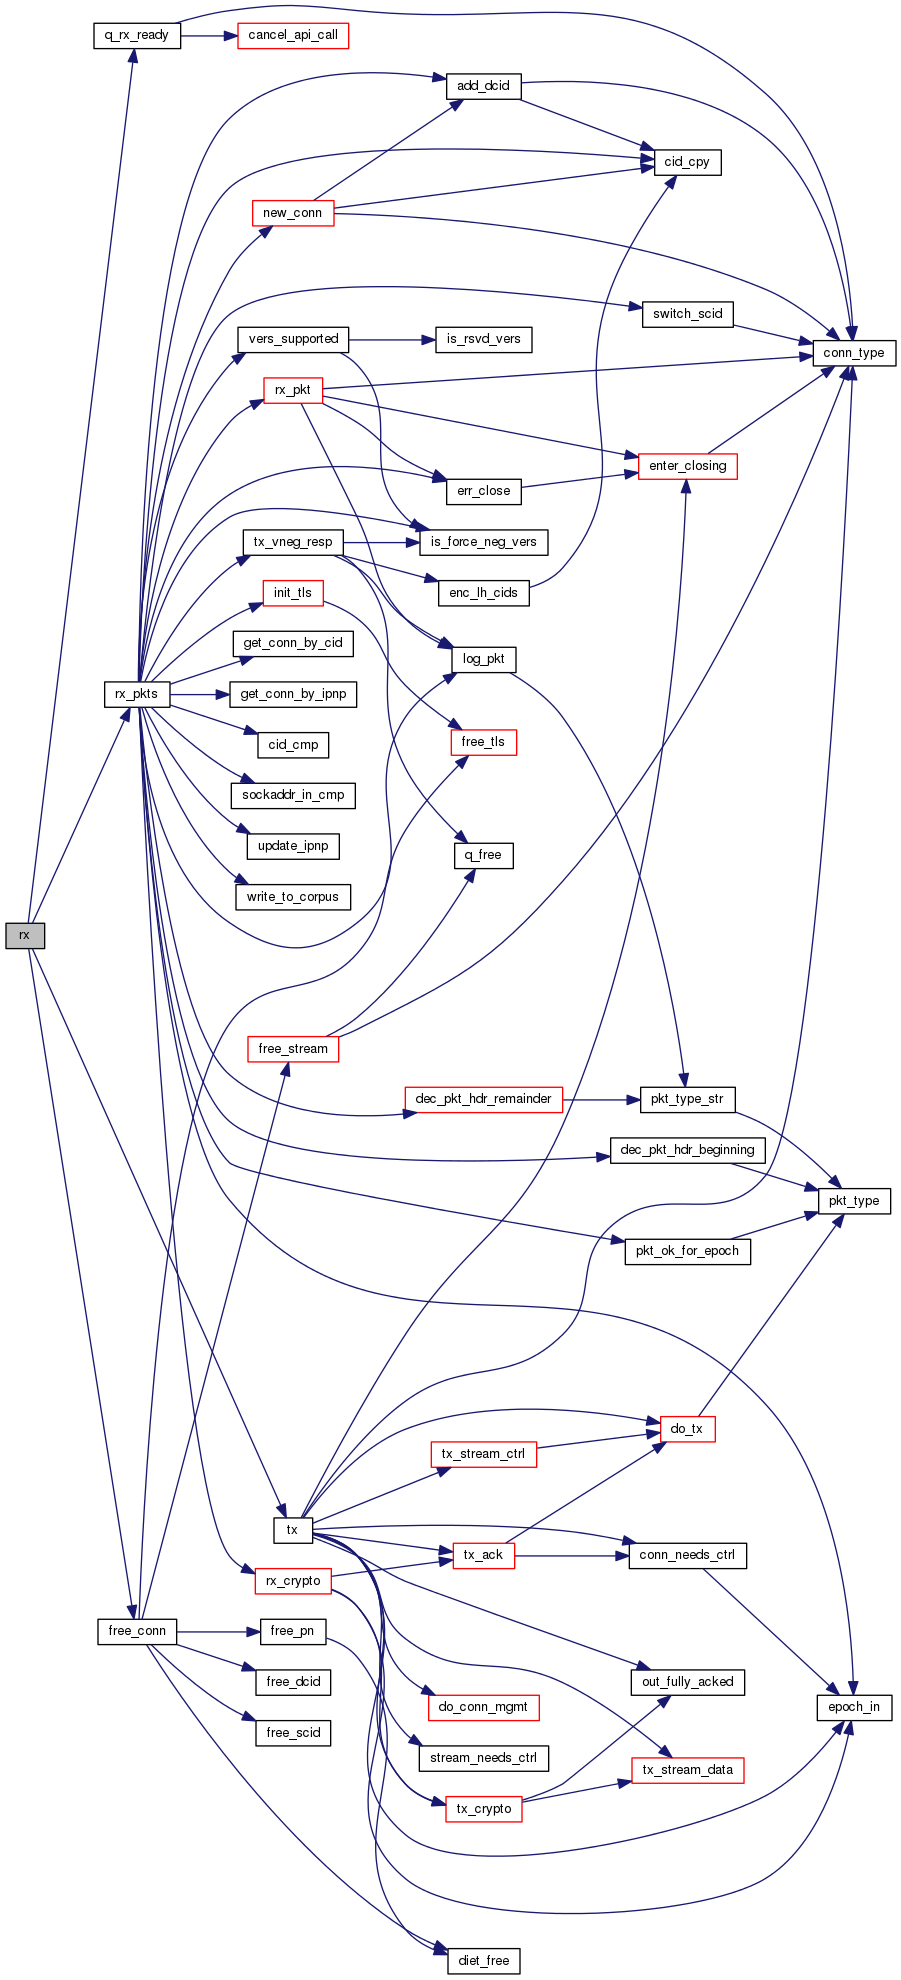 q_rx_ready
cancel_api_call
add_dcid
cid_cpy
new_conn
switch_scid
vers_supported
is_rsvd_vers
conn_type
rx_pkt
enter_closing
err_close
tx_vneg_resp
is_force_neg_vers
init_tls
enc_lh_cids
get_conn_by_cid
log_pkt
rx_pkts
get_conn_by_ipnp
cid_cmp
free_tls
sockaddr_in_cmp
update_ipnp
q_free
write_to_corpus
rx
free_stream
dec_pkt_hdr_remainder
pkt_type_str
dec_pkt_hdr_beginning
pkt_type
pkt_ok_for_epoch
do_tx
tx_stream_ctrl
tx
tx_ack
conn_needs_ctrl
rx_crypto
free_conn
free_pn
free_dcid
out_fully_acked
do_conn_mgmt
epoch_in
free_scid
stream_needs_ctrl
tx_stream_data
tx_crypto
diet_free